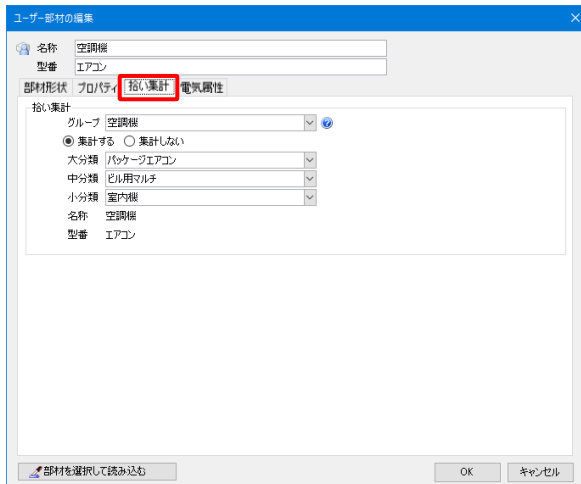 ユーザー部材の編集
名称 空調機
型番 エアコン
部材形状 プロパティ 拾い集計 電気属性
拾い集計
グループ 空調機
集計する 集計しない
大分類 パッケージエアコン
中分類 ビル用マルチ
小分類 室内機
名称 空調機
型番 エアコン
部材を選択して読み込む OK キャンセル